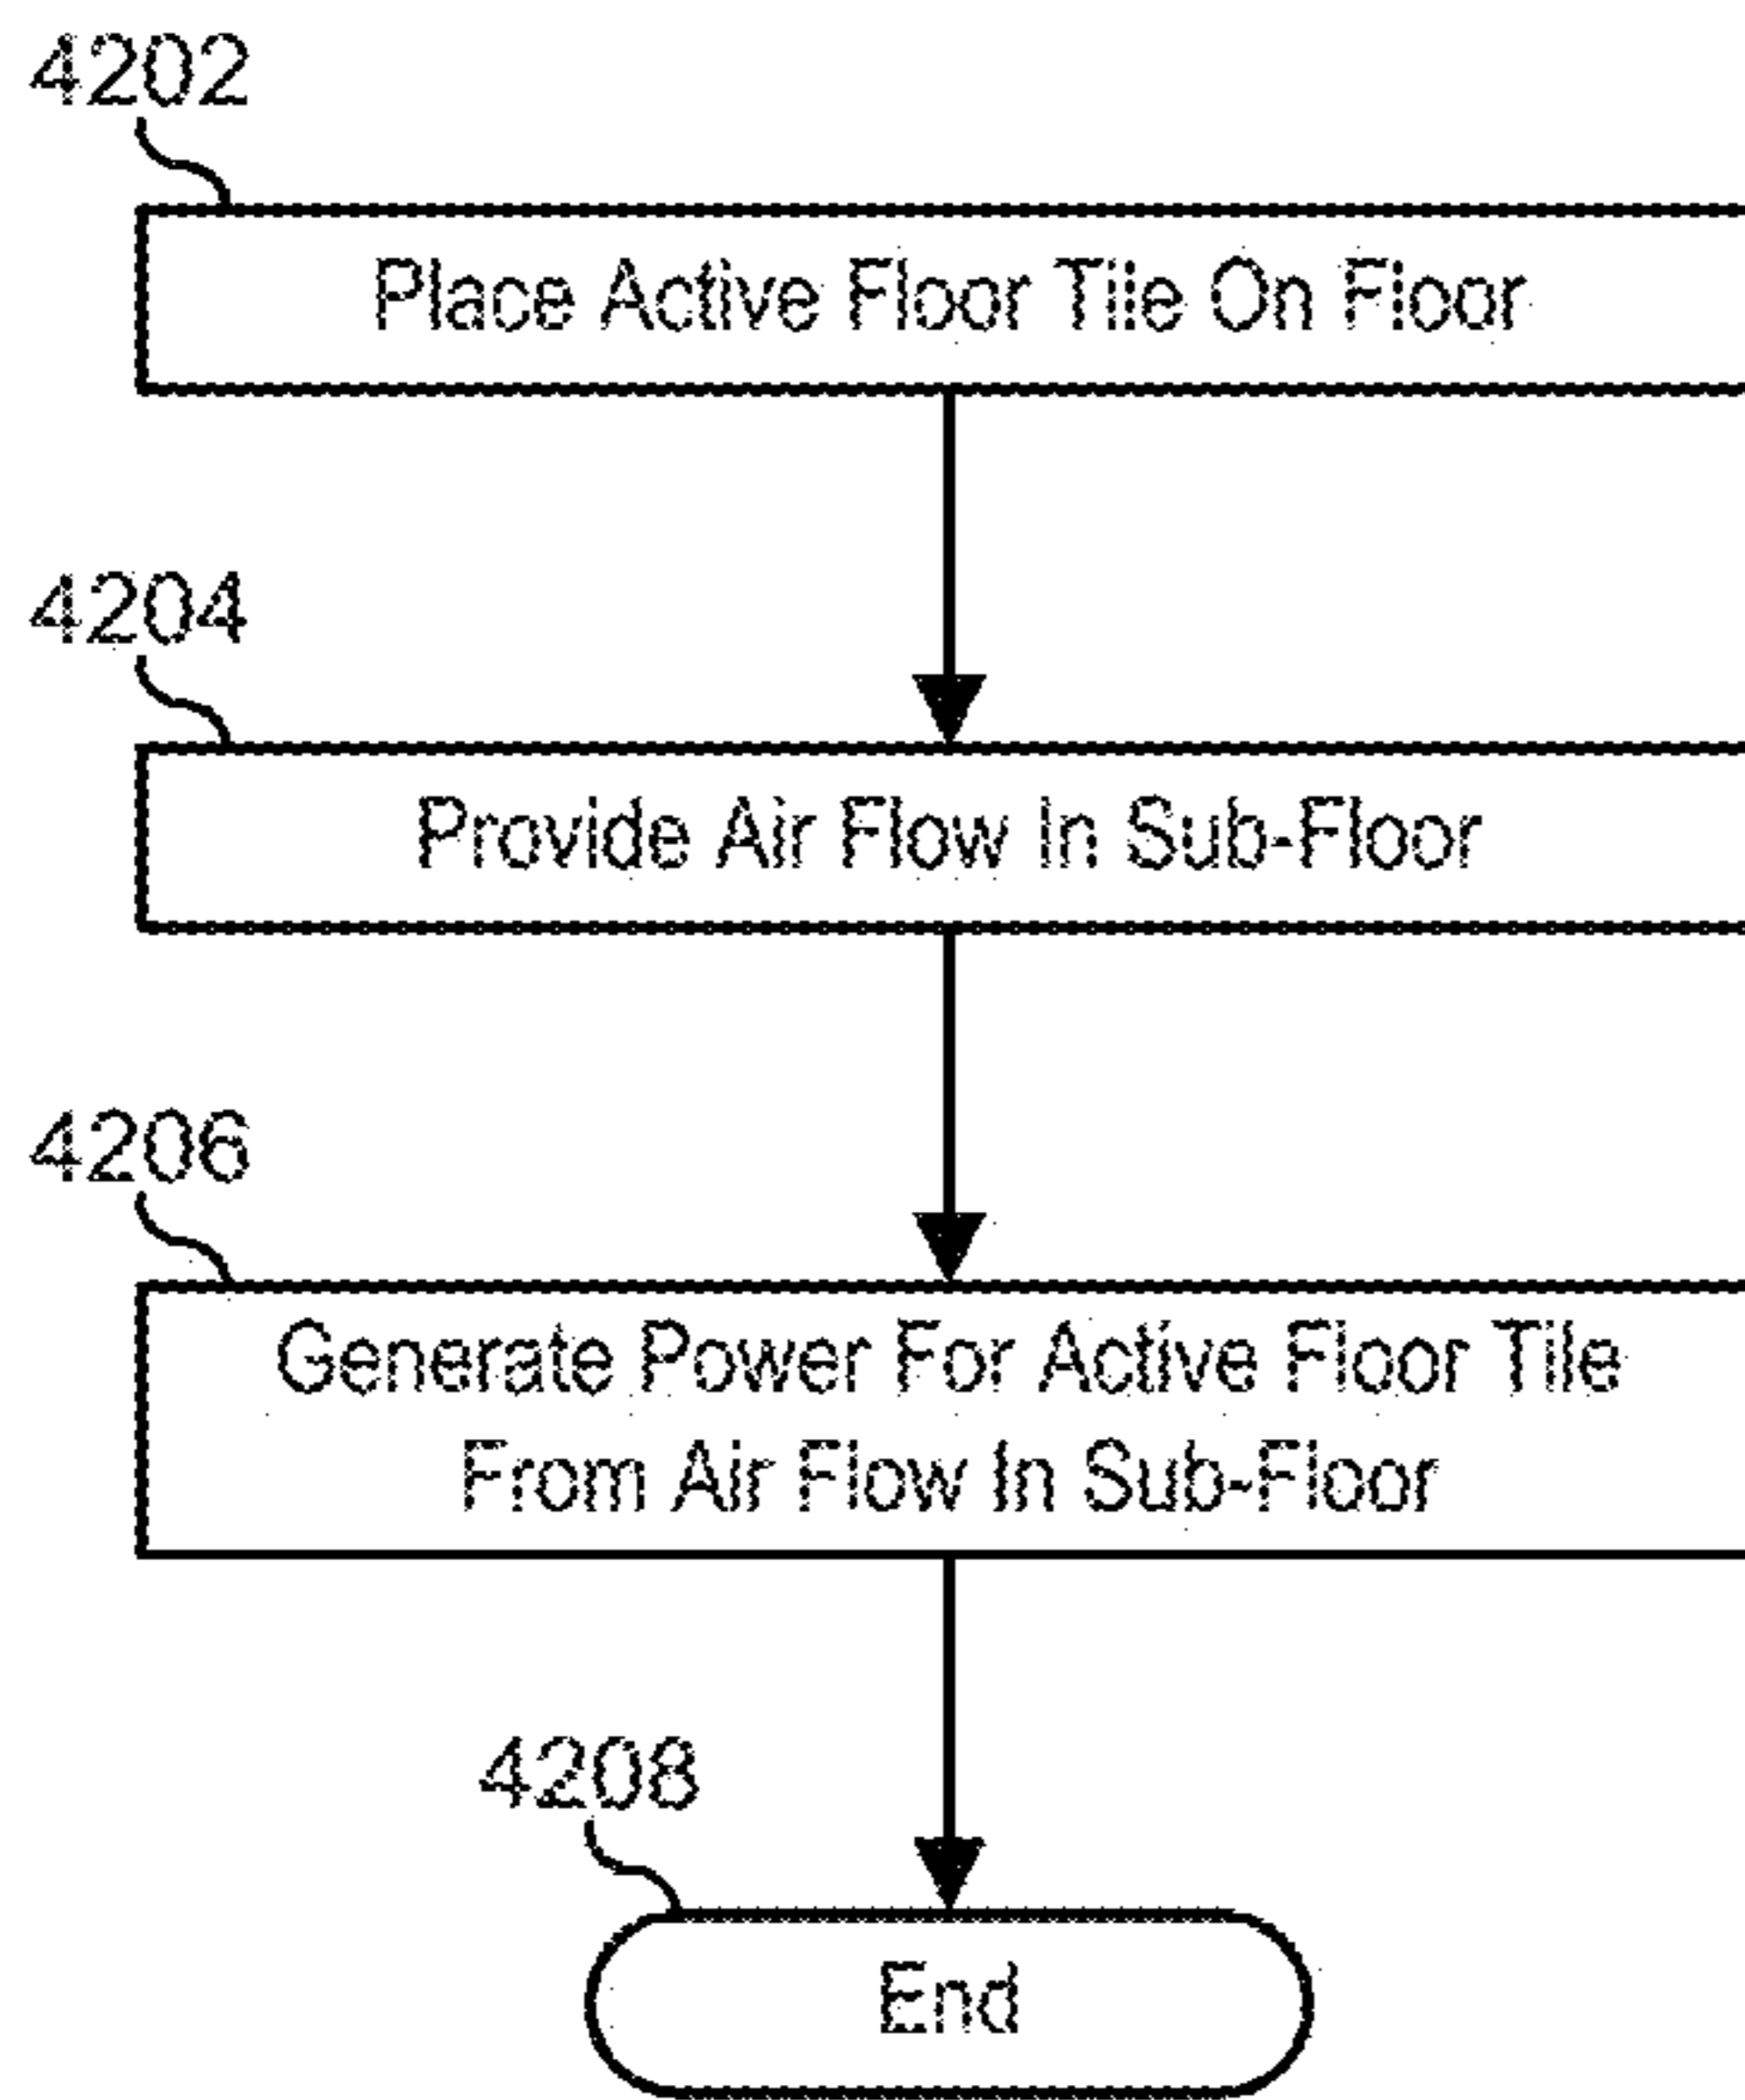 4202
Place Active Floor Tile On Floor
4204
Provide Air Flow In Sub-Floor
4206
Generate Power For Active Floor Tile
From Air Flow In Sub-Floor
4208
End